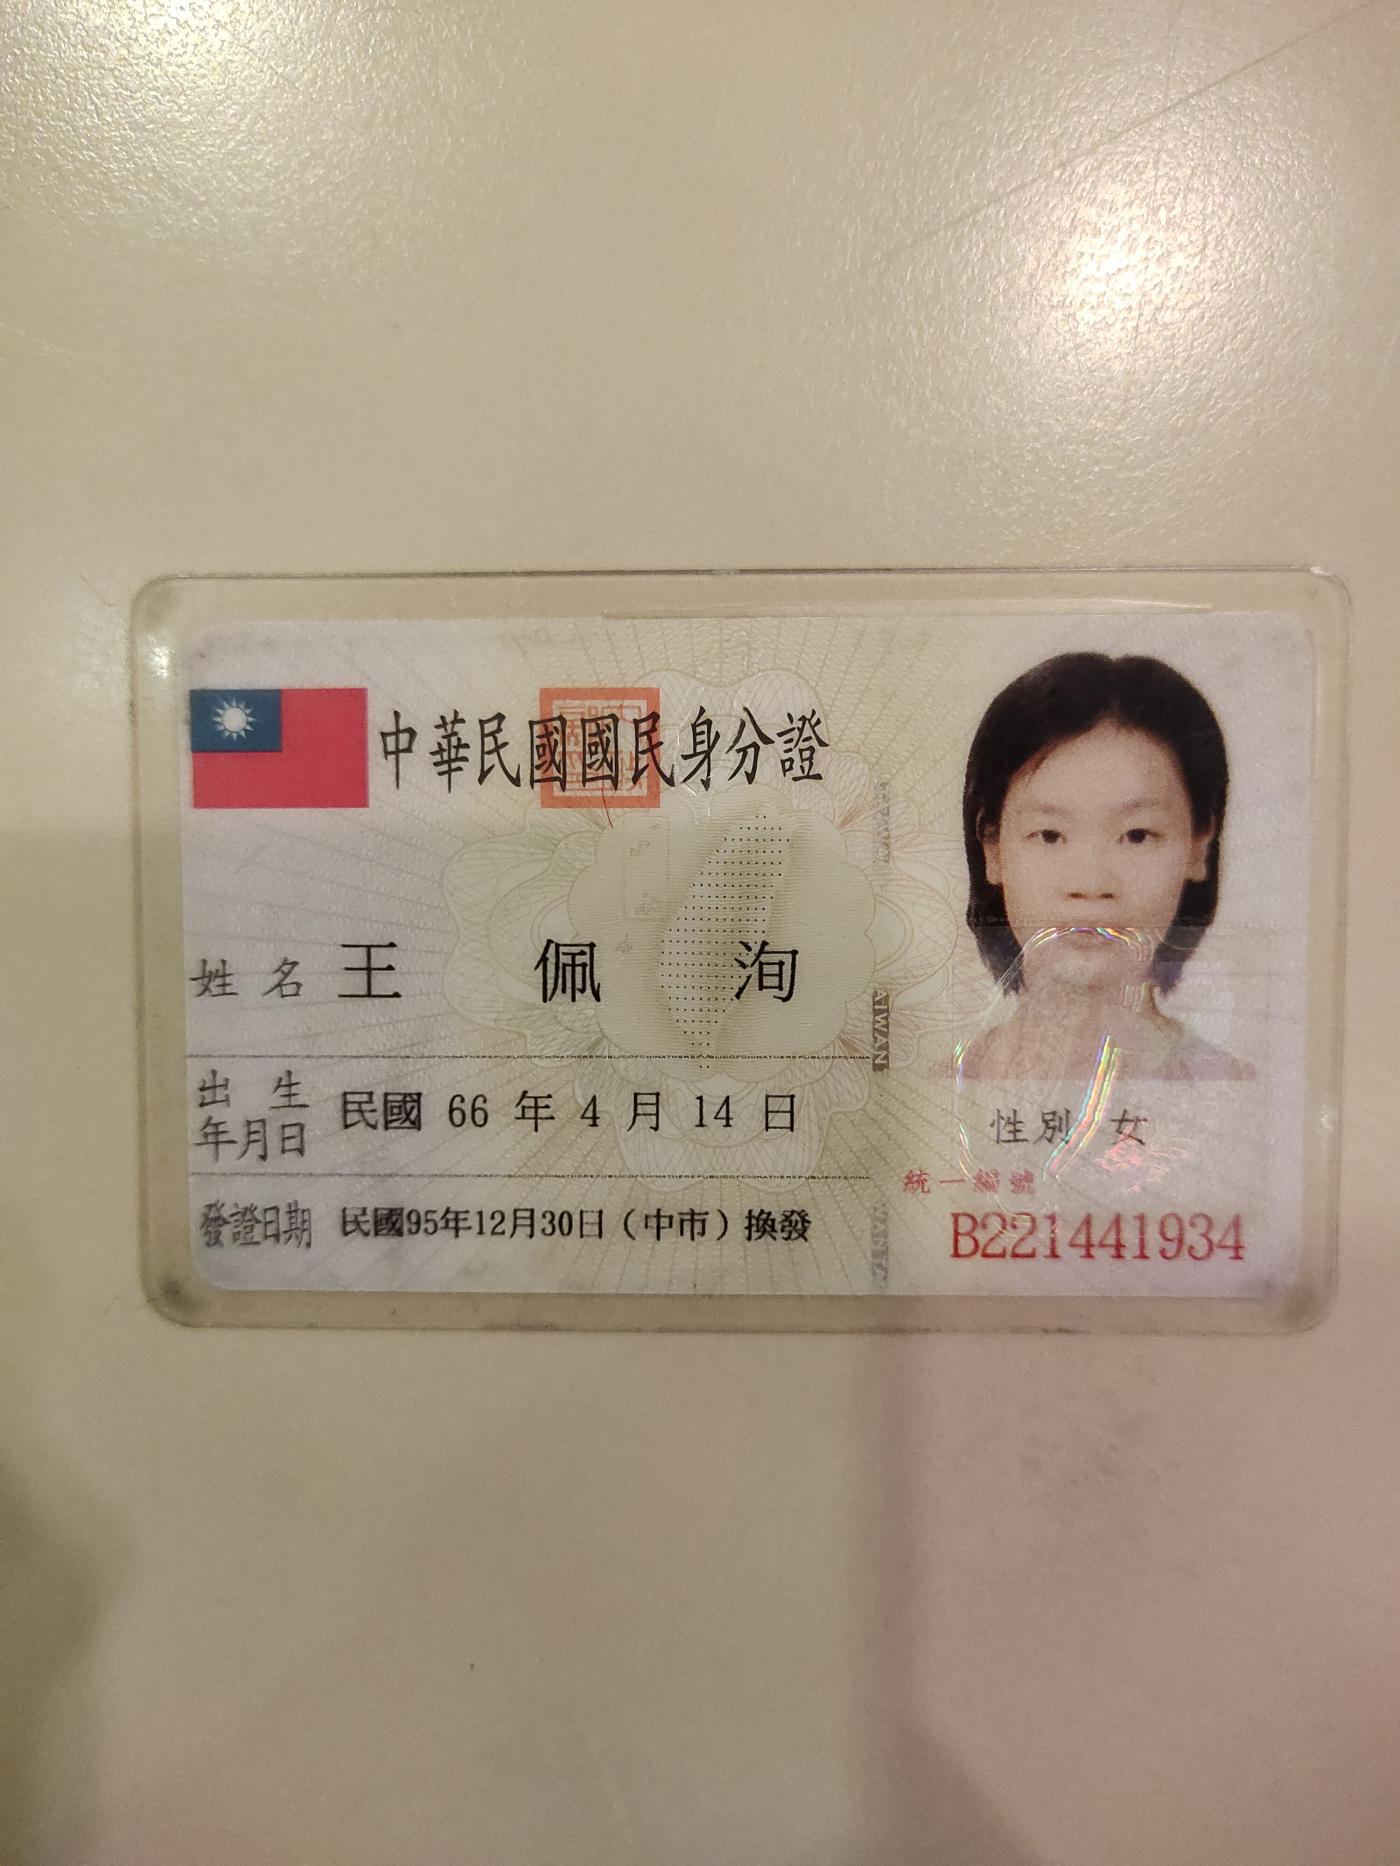 中華民國國民身分證
姓名 王佩洵
出生年月日 民國 66 年 4 月 14 日
發證日期 民國95年12月30日（中市）換發
性別 女
統一編號
B221441934
TAIWAN